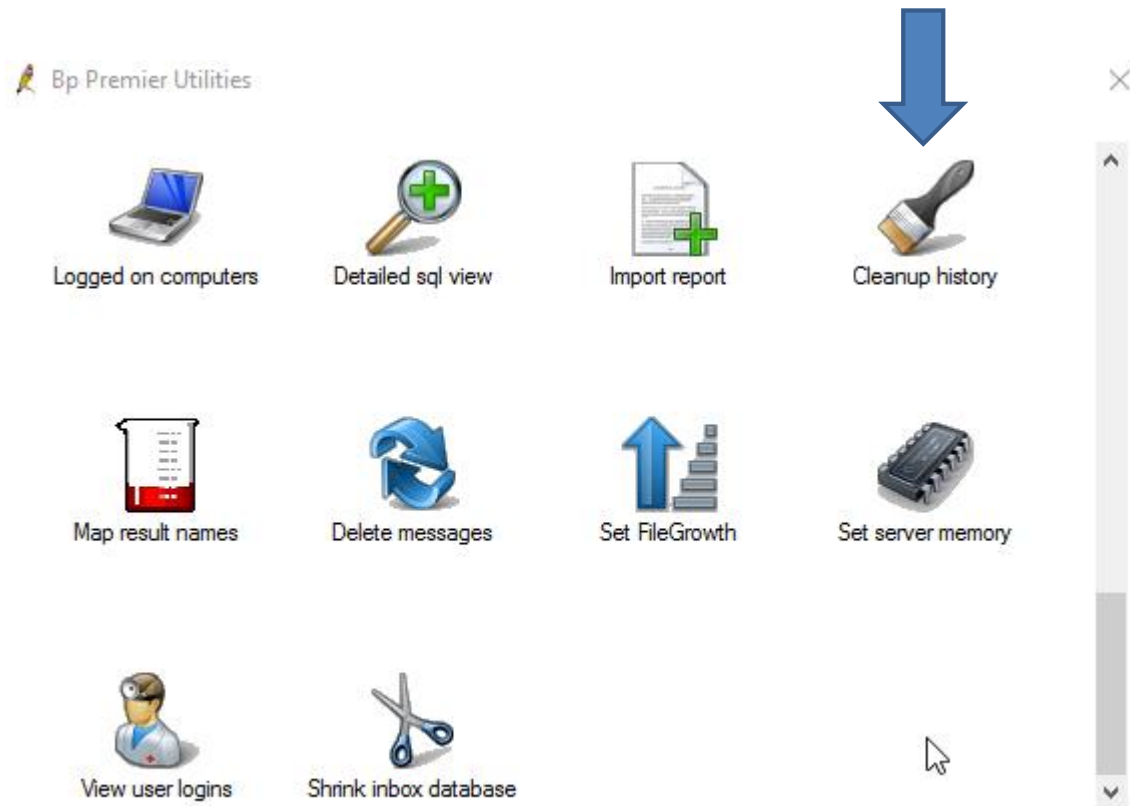 Bp Premier Utilities
Logged on computers
Detailed sql view
Import report
Cleanup history
Map result names
Delete messages
Set FileGrowth
Set server memory
View user logins
Shrink inbox database